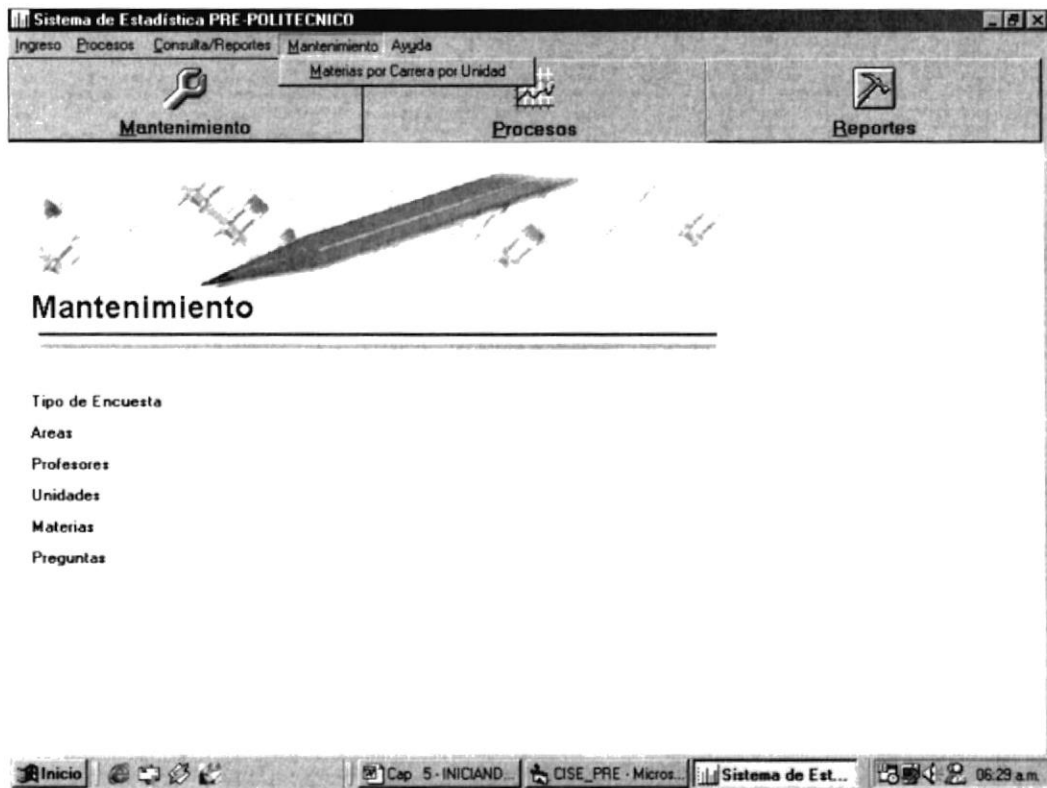 Sistema de Estadística PRE-POLITECNICO
Ingreso Procesos Consulta/Reportes Mantenimiento Ayuda
Materias por Carrera por Unidad
Mantenimiento Procesos Reportes
Mantenimiento
Tipo de Encuesta
Areas
Profesores
Unidades
Materias
Preguntas
Inicio Cap 5 - INICIAND... CISE_PRE - Micros... Sistema de Est... 06:29 a.m.